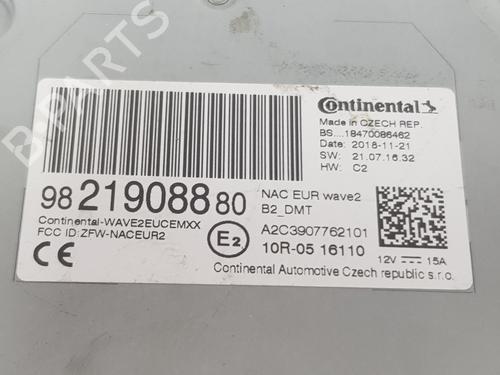 Continental
Made in CZECH REP.
BS....18470086462
Date: 2018-11-21
SW: 21.07.16.32
HW: C2
98 219088 80
NAC EUR wave2
B2_DMT
Continental-WAVE2EUCEMXX
FCC ID: ZFW-NACEUR2
CE
E2
A2C3907762101
10R-05 16110
12V 15A
Continental Automotive Czech republic s.r.o.
B PARTS